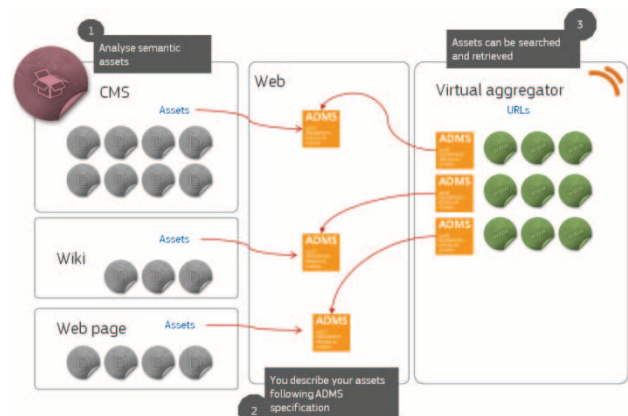 1
Analyse semantic
assets
3
Assets can be searched
and retrieved
CMS
Assets
Web
ADMS
Virtual aggregator
URLs
ADMS
ADMS
ADMS
Wiki
Assets
ADMS
Web page
Assets
ADMS
2
You describe your assets
following ADMS
specification